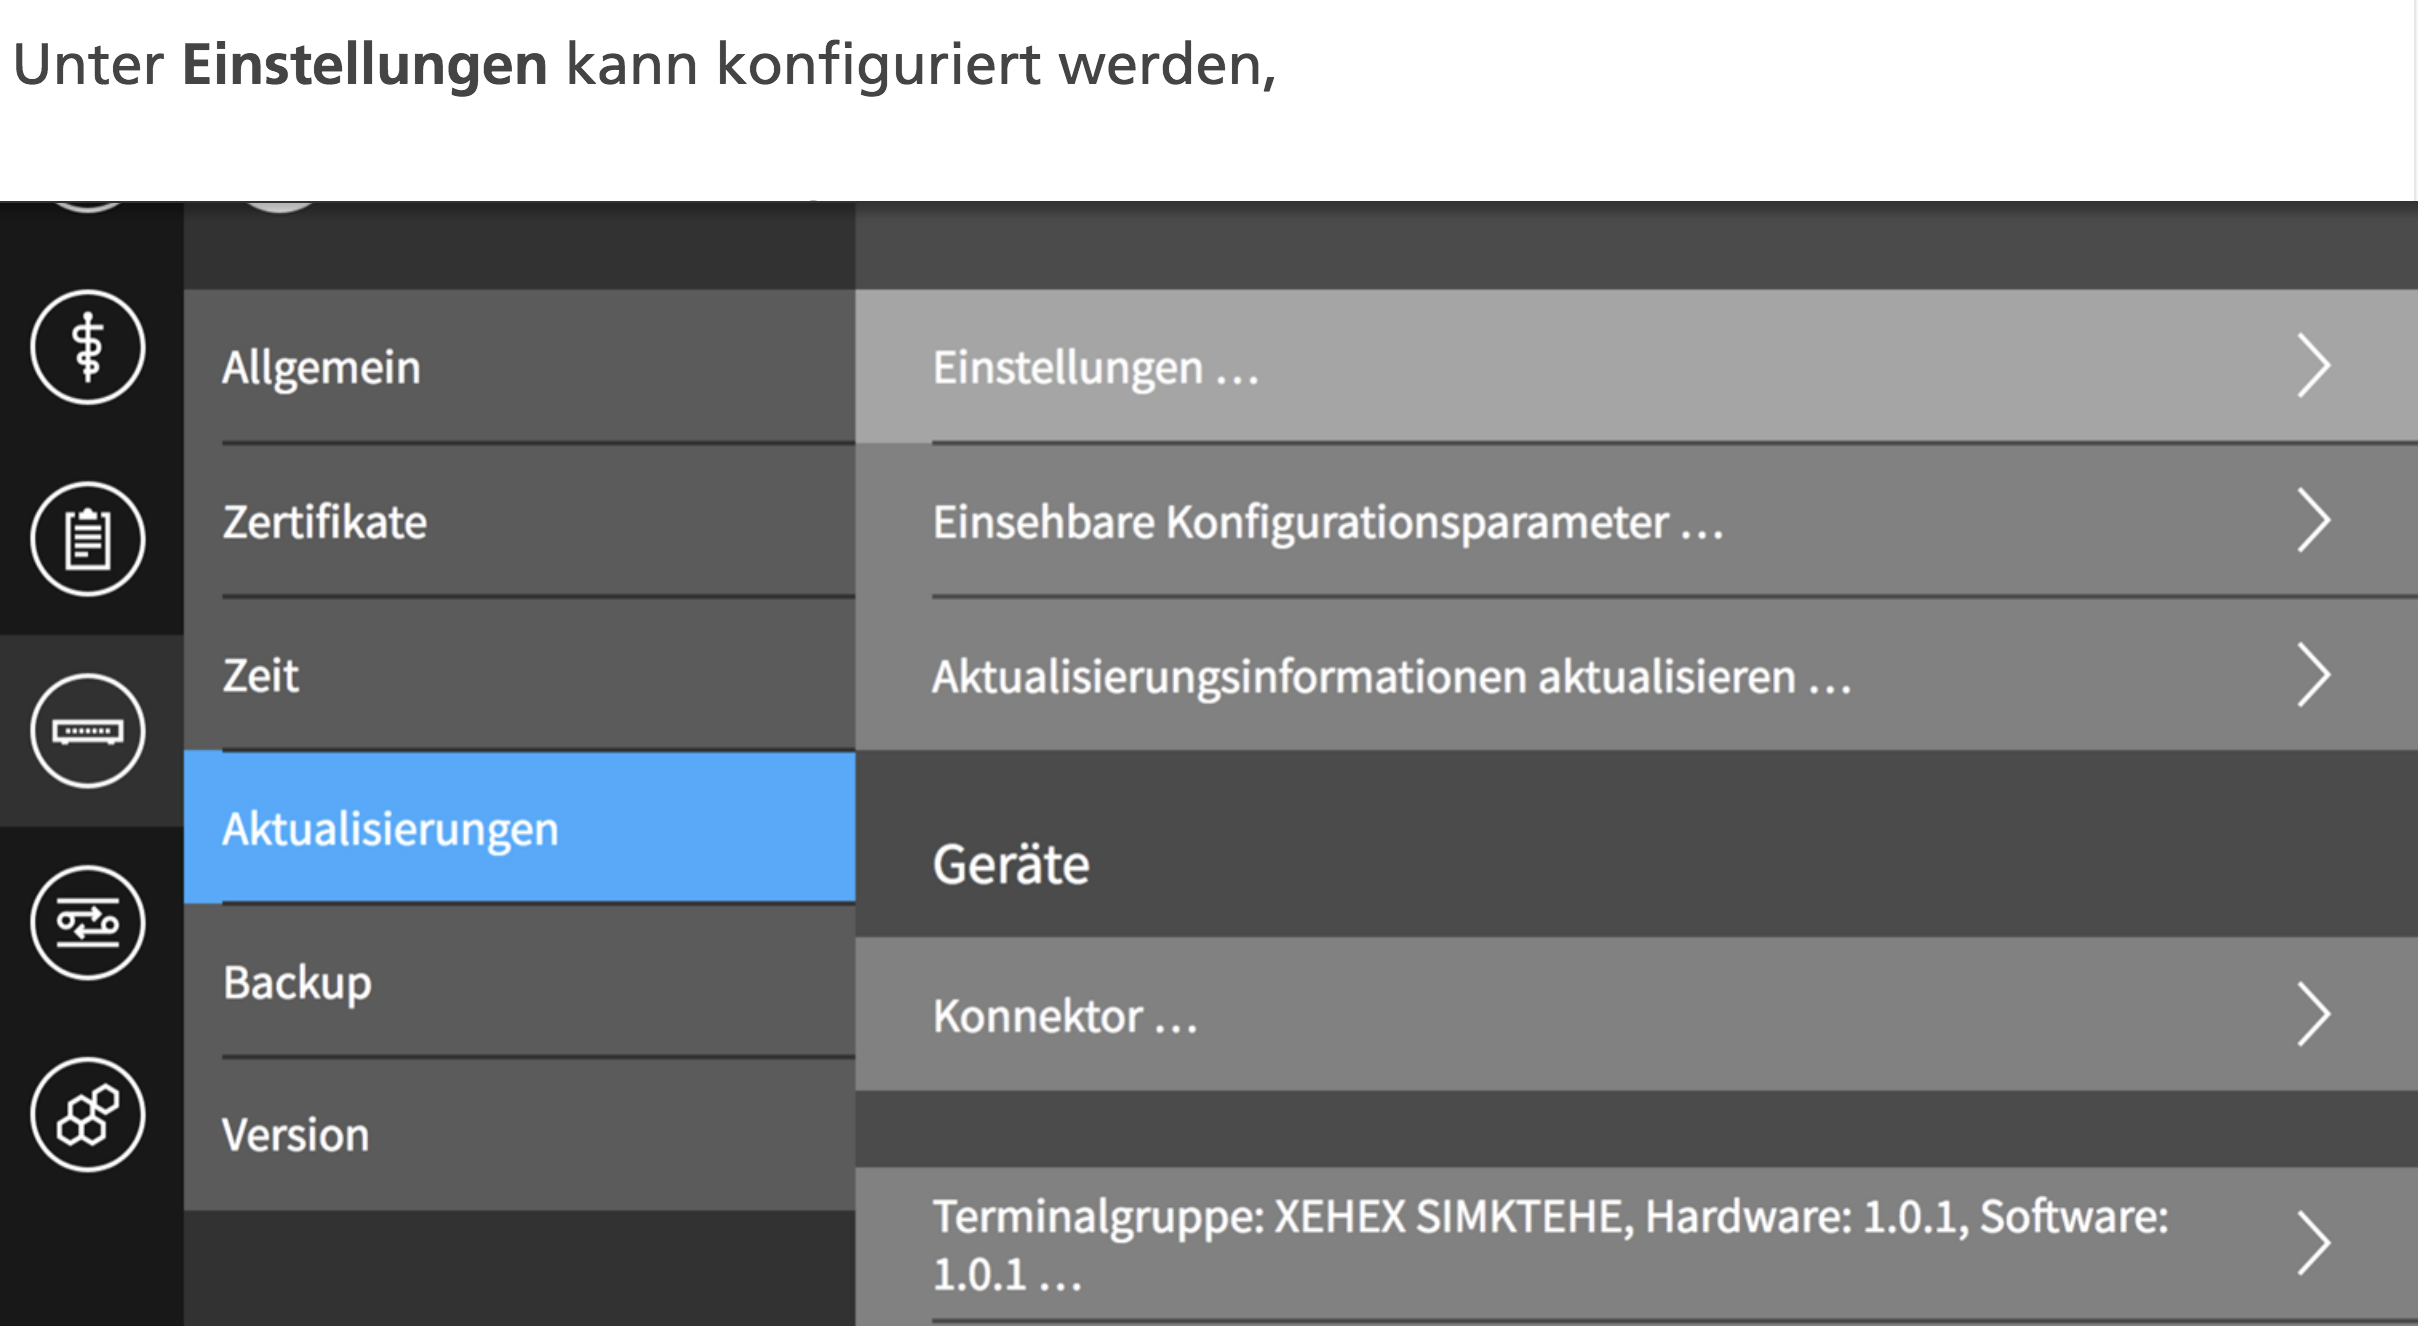 Unter Einstellungen kann konfiguriert werden,
Allgemein
Zertifikate
Zeit
Aktualisierungen
Backup
Version
Einstellungen …
Einsehbare Konfigurationsparameter …
Aktualisierungsinformationen aktualisieren …
Geräte
Konnektor …
Terminalgruppe: XEHEX SIMKTEHE, Hardware: 1.0.1, Software:
1.0.1 …